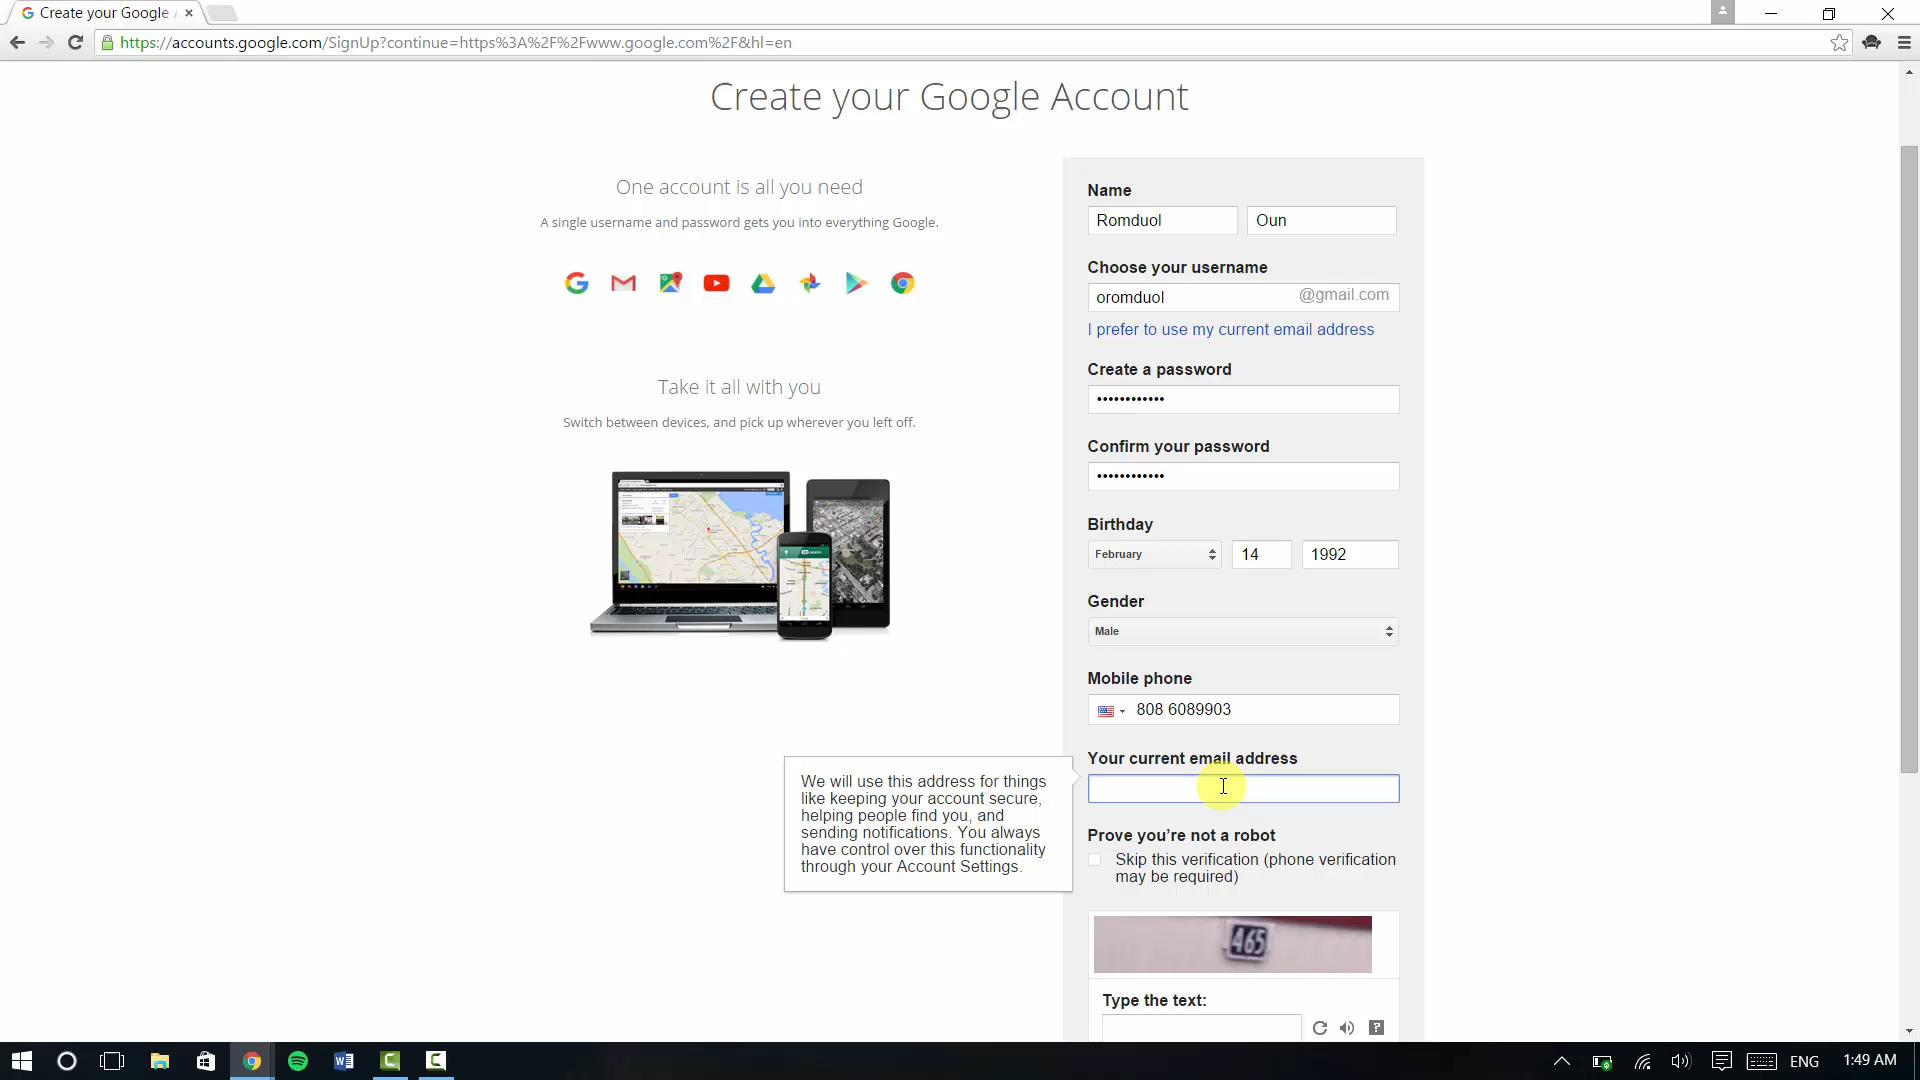 Create your Google
https://accounts.google.com/SignUp?continue=https%3A%2F%2Fwww.google.com%2F&hl=en
Create your Google Account
One account is all you need
A single username and password gets you into everything Google.
Take it all with you
Switch between devices, and pick up wherever you left off.
Name
Romduol
Oun
Choose your username
oromduol
@gmail.com
I prefer to use my current email address
Create a password
••••••••••••
Confirm your password
••••••••••••
Birthday
February
14
1992
Gender
Male
Mobile phone
808 6089903
Your current email address
We will use this address for things
like keeping your account secure,
helping people find you, and
sending notifications. You always
have control over this functionality
through your Account Settings.
Prove you're not a robot
Skip this verification (phone verification
may be required)
465
Type the text:
ENG
1:49 AM